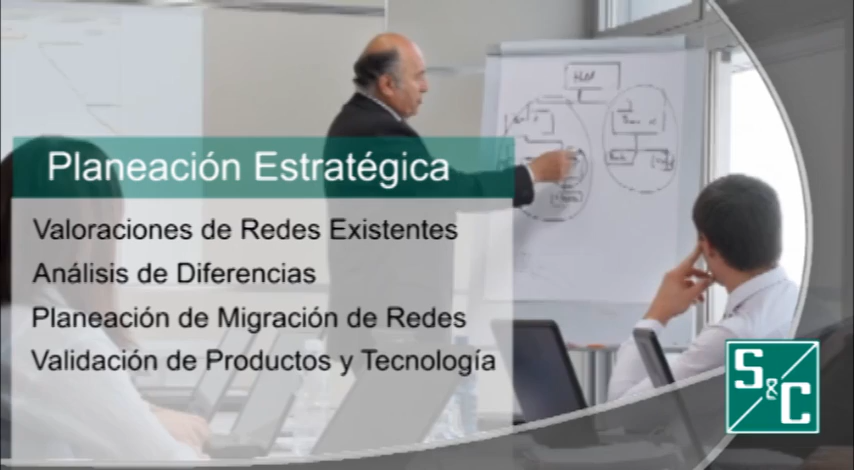 Planeación Estratégica
Valoraciones de Redes Existentes
Análisis de Diferencias
Planeación de Migración de Redes
Validación de Productos y Tecnología
S&C